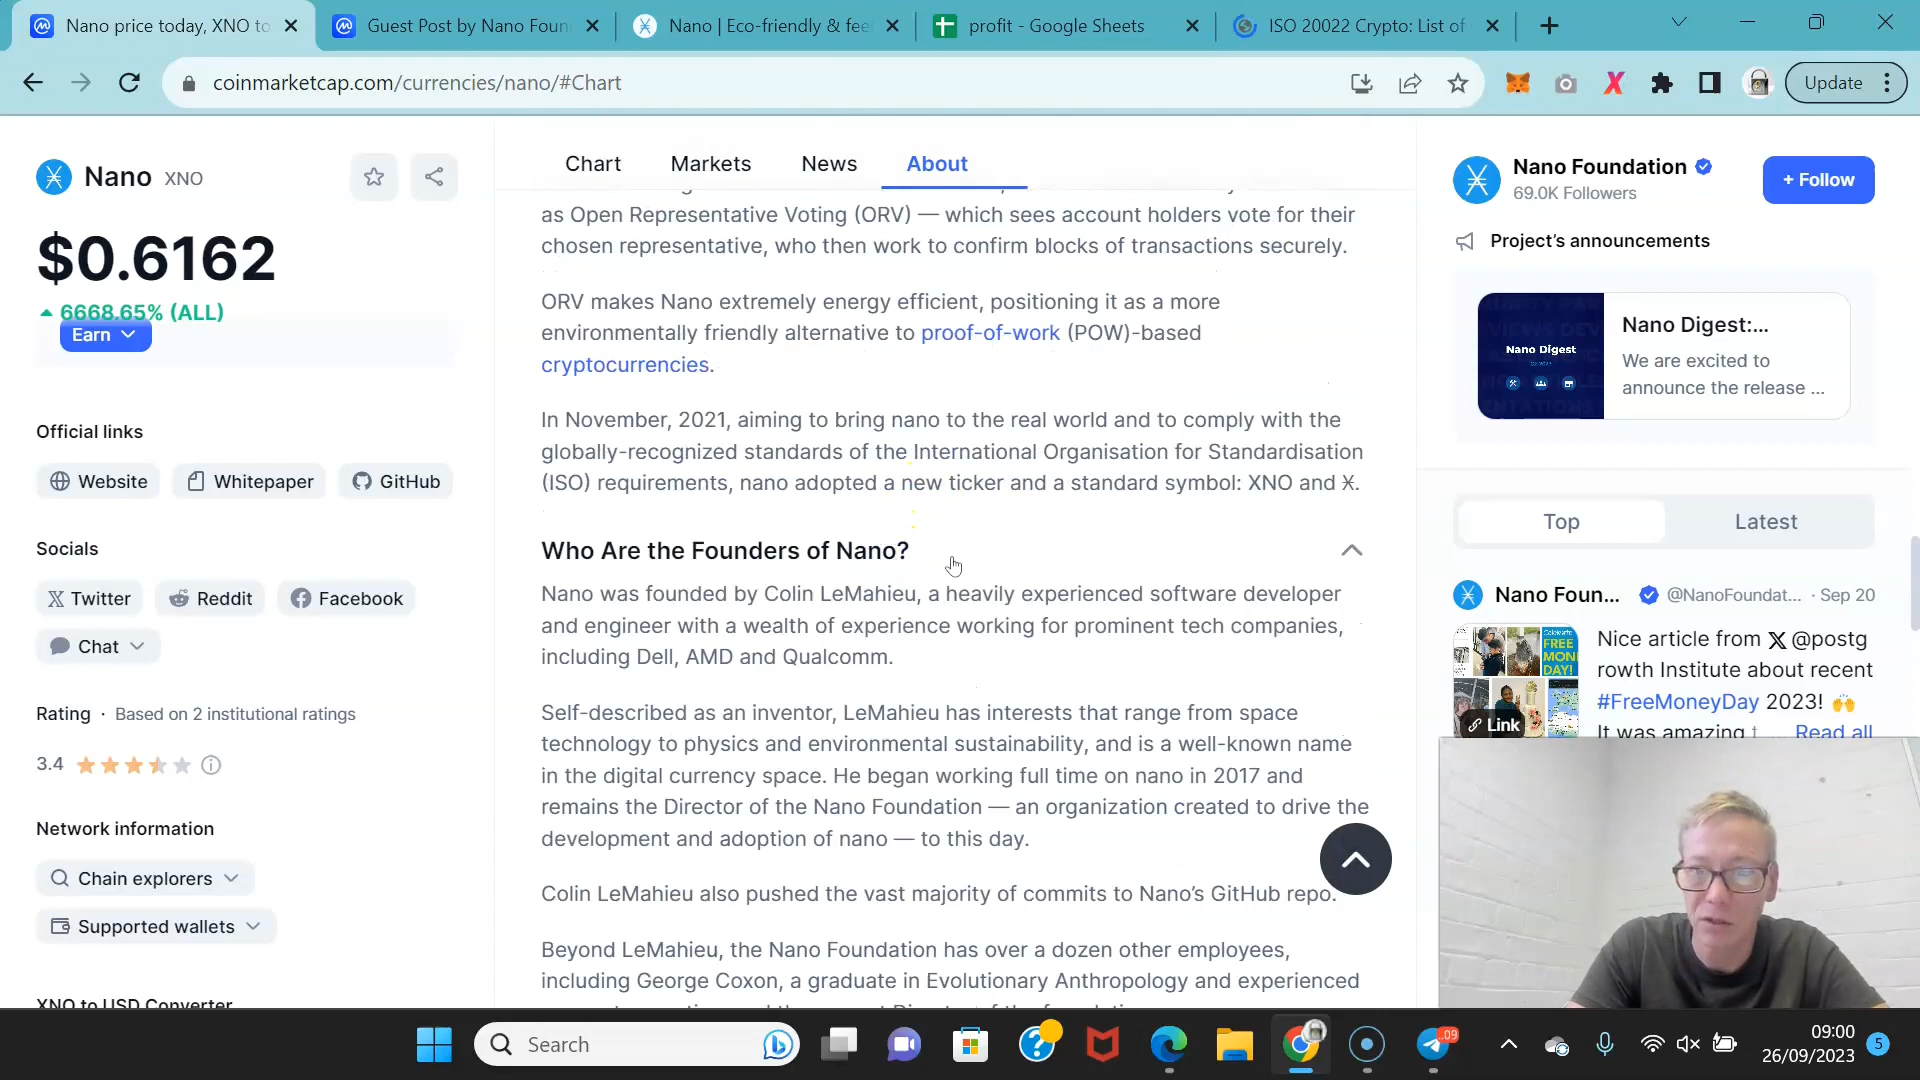 Nano price today, XNO to
Guest Post by Nano Foun
Nano | Eco-friendly & fee
profit - Google Sheets
ISO 20022 Crypto: List of
coinmarketcap.com/currencies/nano/#Chart
Update
Nano XNO
$0.6162
6668.65% (ALL)
Earn
Official links
Website
Whitepaper
GitHub
Socials
Twitter
Reddit
Facebook
Chat
Rating · Based on 2 institutional ratings
3.4
Network information
Chain explorers
Supported wallets
XNO to USD Converter
Chart
Markets
News
About
as Open Representative Voting (ORV) — which sees account holders vote for their
chosen representative, who then work to confirm blocks of transactions securely.
ORV makes Nano extremely energy efficient, positioning it as a more
environmentally friendly alternative to proof-of-work (POW)-based
cryptocurrencies.
In November, 2021, aiming to bring nano to the real world and to comply with the
globally-recognized standards of the International Organisation for Standardisation
(ISO) requirements, nano adopted a new ticker and a standard symbol: XNO and Ӿ.
Who Are the Founders of Nano?
Nano was founded by Colin LeMahieu, a heavily experienced software developer
and engineer with a wealth of experience working for prominent tech companies,
including Dell, AMD and Qualcomm.
Self-described as an inventor, LeMahieu has interests that range from space
technology to physics and environmental sustainability, and is a well-known name
in the digital currency space. He began working full time on nano in 2017 and
remains the Director of the Nano Foundation — an organization created to drive the
development and adoption of nano — to this day.
Colin LeMahieu also pushed the vast majority of commits to Nano’s GitHub repo.
Beyond LeMahieu, the Nano Foundation has over a dozen other employees,
including George Coxon, a graduate in Evolutionary Anthropology and experienced
Nano Foundation
69.0K Followers
+ Follow
Project’s announcements
Nano Digest
Nano Digest:...
We are excited to
announce the release ...
Top
Latest
Nano Foun... @NanoFoundat... · Sep 20
FREE
MON
DAY!
Link
Nice article from X @postg
rowth Institute about recent
#FreeMoneyDay 2023! 🙌
It was amazing t... Read all
Search
09
09:00
26/09/2023
5